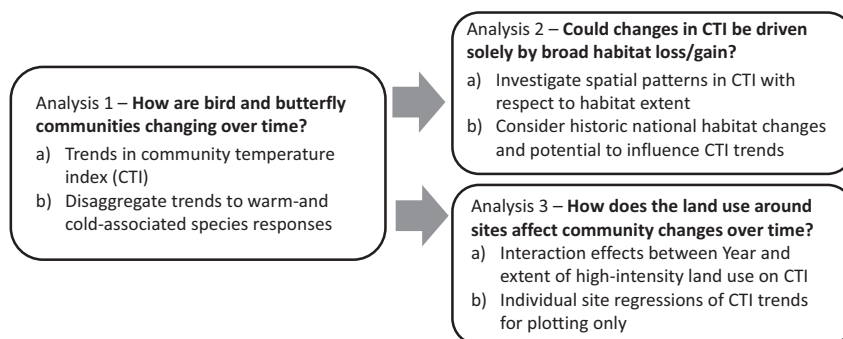 Analysis 1 – How are bird and butterfly
communities changing over time?
a) Trends in community temperature
index (CTI)
b) Disaggregate trends to warm-and
cold-associated species responses
Analysis 2 – Could changes in CTI be driven
solely by broad habitat loss/gain?
a) Investigate spatial patterns in CTI with
respect to habitat extent
b) Consider historic national habitat changes
and potential to influence CTI trends
Analysis 3 – How does the land use around
sites affect community changes over time?
a) Interaction effects between Year and
extent of high-intensity land use on CTI
b) Individual site regressions of CTI trends
for plotting only